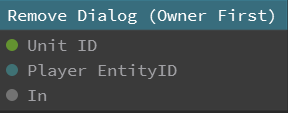 Remove Dialog (Owner First)
Unit ID
Player EntityID
In